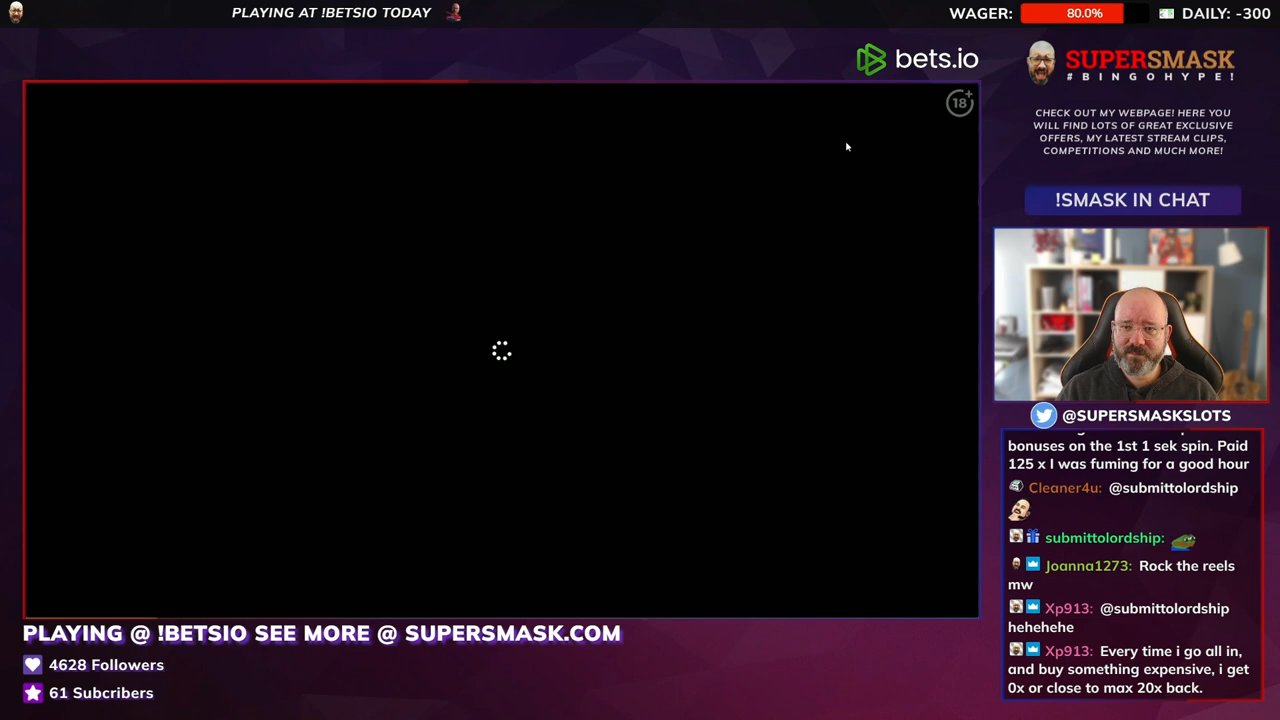 PLAYING AT !BETSIO TODAY
WAGER: 80.0% DAILY: -300
bets.io
SUPERSMASK
#BINGOHYPE!
18+
CHECK OUT MY WEBPAGE! HERE YOU
WILL FIND LOTS OF GREAT EXCLUSIVE
OFFERS, MY LATEST STREAM CLIPS,
COMPETITIONS AND MUCH MORE!
!SMASK IN CHAT
@SUPERSMASKSLOTS
bonuses on the 1st 1 sek spin. Paid
125 x I was fuming for a good hour
Cleaner4u: @submittolordship
submittolordship:
Joanna1273: Rock the reels
mw
Xp913: @submittolordship
hehehehe
Xp913: Every time i go all in,
and buy something expensive, i get
0x or close to max 20x back.
PLAYING @ !BETSIO SEE MORE @ SUPERSMASK.COM
4628 Followers
61 Subcribers